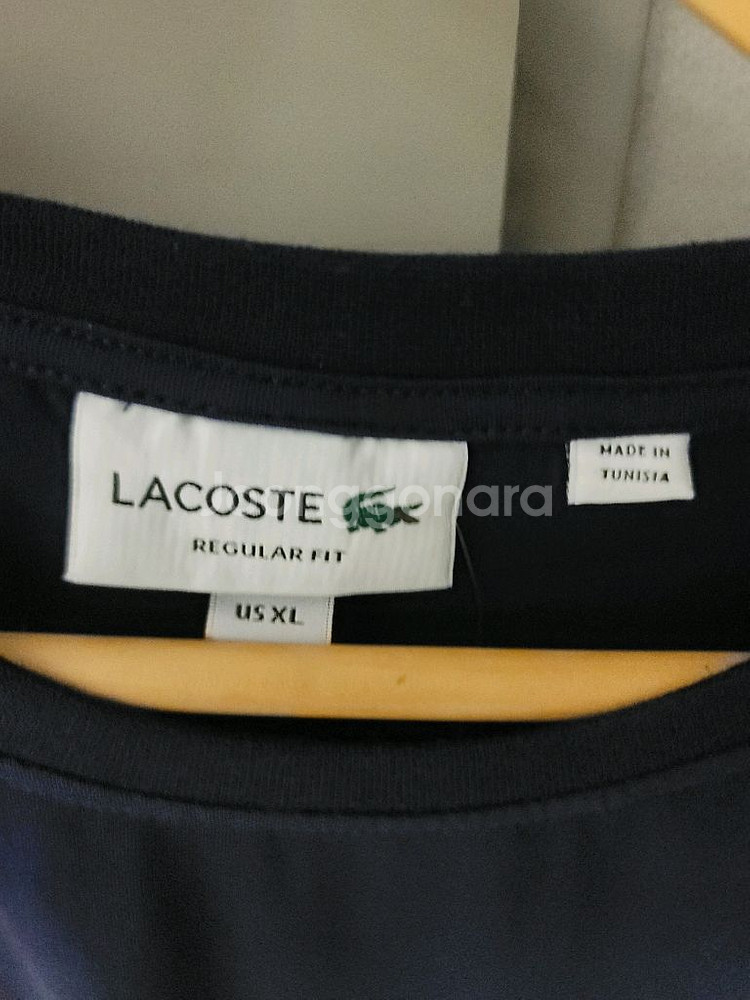 LACOSTE
REGULAR FIT
US XL
MADE IN
TUNISIA